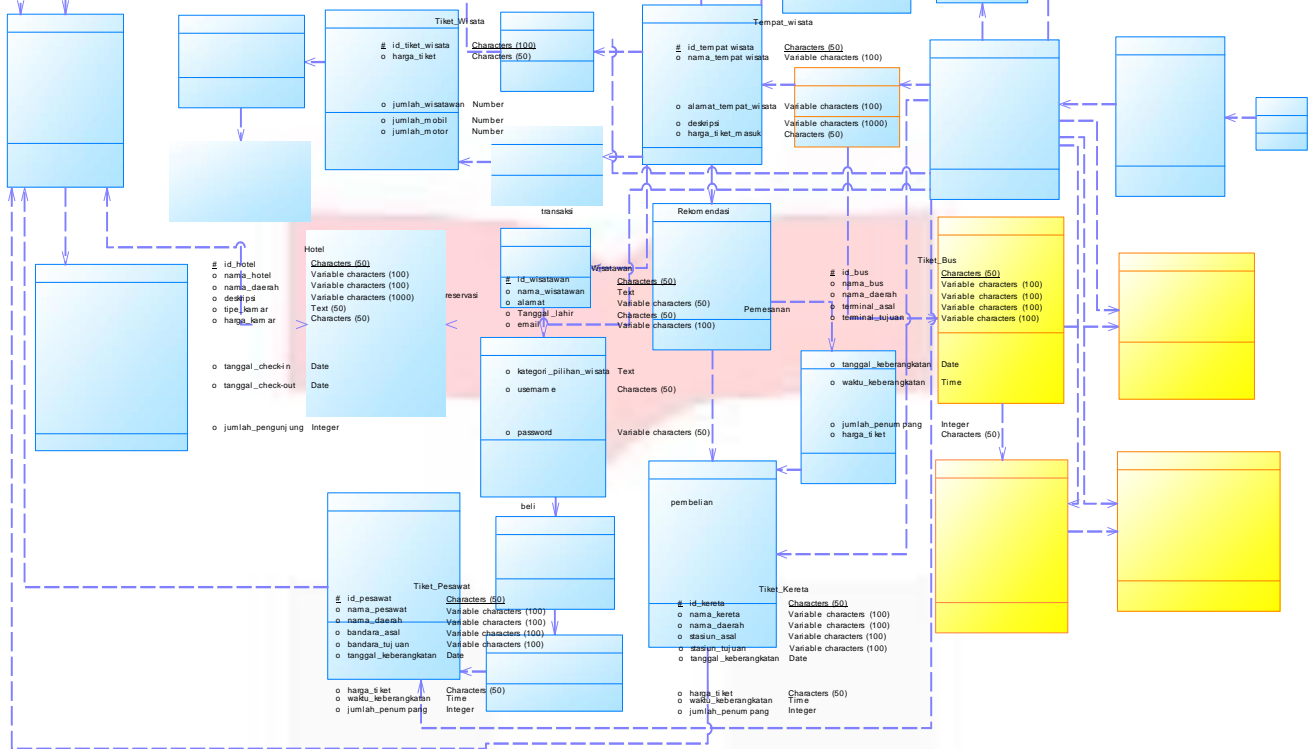 Tiket_Wisata
# id_tiket_wisata Characters (100)
o harga_tiket Characters (50)
o jumlah_wisatawan Number
o jumlah_mobil Number
o jumlah_motor Number
Tempat_wisata
# id_tempat wisata Characters (50)
o nama_tempat wisata Variable characters (100)
o alamat_tempat_wisata Variable characters (100)
o deskripsi Variable characters (1000)
o harga_tiket_masuk Characters (50)
transaksi
Rekomendasi
Hotel
# id_hotel Characters (50)
o nama_hotel Variable characters (100)
o nama_daerah Variable characters (100)
o deskripsi Variable characters (1000)
o tipe_kamar Text (50)
o harga_kamar Characters (50)
o tanggal_check-in Date
o tanggal_check-out Date
o jumlah_pengunjung Integer
reservasi
Wisatawan
# id_wisatawan Characters (50)
o nama_wisatawan Text
o alamat Variable characters (50)
o Tanggal_lahir Characters (50)
o email Variable characters (100)
o kategori_pilihan_wisata Text
o username Characters (50)
o password Variable characters (50)
Pemesanan
Tiket_Bus
# id_bus Characters (50)
o nama_bus Variable characters (100)
o nama_daerah Variable characters (100)
o terminal_asal Variable characters (100)
o terminal_tujuan Variable characters (100)
o tanggal_keberangkatan Date
o waktu_keberangkatan Time
o jumlah_penumpang Integer
o harga_tiket Characters (50)
beli
pembelian
Tiket_Pesawat
# id_pesawat Characters (50)
o nama_pesawat Variable characters (100)
o nama_daerah Variable characters (100)
o bandara_asal Variable characters (100)
o bandara_tujuan Variable characters (100)
o tanggal_keberangkatan Date
o harga_tiket Characters (50)
o waktu_keberangkatan Time
o jumlah_penumpang Integer
Tiket_Kereta
# id_kereta Characters (50)
o nama_kereta Variable characters (100)
o nama_daerah Variable characters (100)
o stasiun_asal Variable characters (100)
o stasiun_tujuan Variable characters (100)
o tanggal_keberangkatan Date
o harga_tiket Characters (50)
o waktu_keberangkatan Time
o jumlah_penumpang Integer